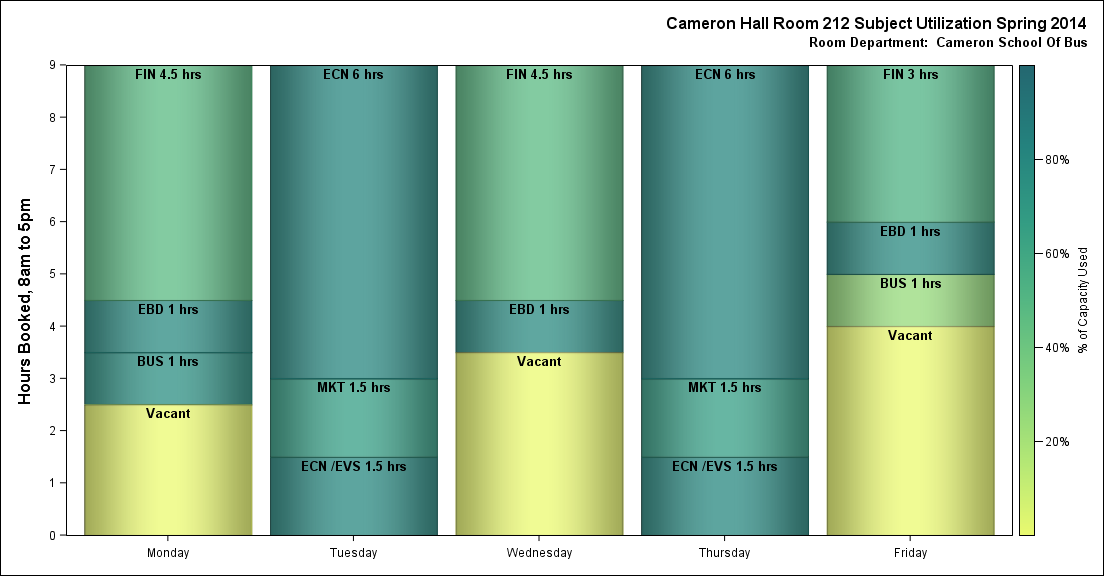 Cameron Hall Room 212 Subject Utilization Spring 2014
Room Department:  Cameron School Of Bus
Hours Booked, 8am to 5pm
9
8
7
6
5
4
3
2
1
0
FIN 4.5 hrs
EBD 1 hrs
BUS 1 hrs
Vacant
Monday
ECN 6 hrs
MKT 1.5 hrs
ECN /EVS 1.5 hrs
Tuesday
FIN 4.5 hrs
EBD 1 hrs
Vacant
Wednesday
ECN 6 hrs
MKT 1.5 hrs
ECN /EVS 1.5 hrs
Thursday
FIN 3 hrs
EBD 1 hrs
BUS 1 hrs
Vacant
Friday
80%
60%
40%
20%
% of Capacity Used